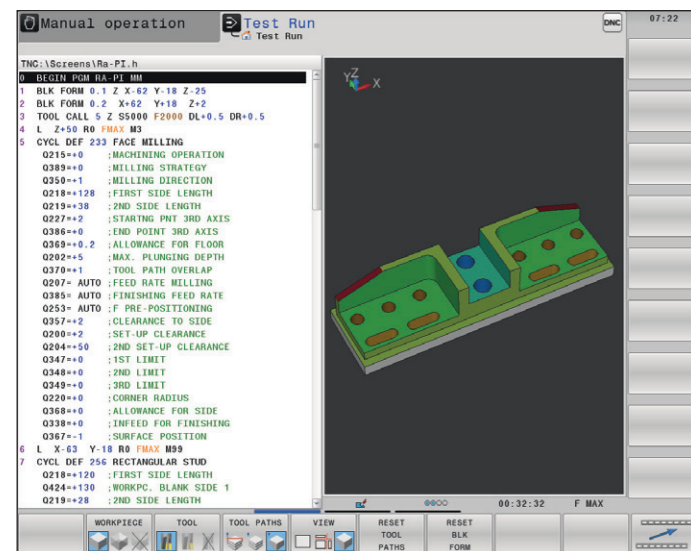 Manual operation
Test Run
Test Run
DNC
07:22
TNC:\Screens\Ra-PI.h
0 BEGIN PGM RA-PI MM
1 BLK FORM 0.1 Z X-62 Y-18 Z-25
2 BLK FORM 0.2 X+62 Y+18 Z+2
3 TOOL CALL 5 Z S5000 F2000 DL+0.5 DR+0.5
4 L Z+50 R0 FMAX M3
5 CYCL DEF 233 FACE MILLING
Q215=+0 ;MACHINING OPERATION
Q389=+0 ;MILLING STRATEGY
Q350=+1 ;MILLING DIRECTION
Q218=+128 ;FIRST SIDE LENGTH
Q219=+38 ;2ND SIDE LENGTH
Q227=+2 ;STARTNG PNT 3RD AXIS
Q386=+0 ;END POINT 3RD AXIS
Q369=+0.2 ;ALLOWANCE FOR FLOOR
Q202=+5 ;MAX. PLUNGING DEPTH
Q370=+1 ;TOOL PATH OVERLAP
Q207= AUTO ;FEED RATE MILLING
Q385= AUTO ;FINISHING FEED RATE
Q253= AUTO ;F PRE-POSITIONING
Q357=+2 ;CLEARANCE TO SIDE
Q200=+2 ;SET-UP CLEARANCE
Q204=+50 ;2ND SET-UP CLEARANCE
Q347=+0 ;1ST LIMIT
Q348=+0 ;2ND LIMIT
Q349=+0 ;3RD LIMIT
Q220=+0 ;CORNER RADIUS
Q368=+0 ;ALLOWANCE FOR SIDE
Q338=+0 ;INFEED FOR FINISHING
Q367=-1 ;SURFACE POSITION
6 L X-63 Y-18 R0 FMAX M99
7 CYCL DEF 256 RECTANGULAR STUD
Q218=+120 ;FIRST SIDE LENGTH
Q424=+130 ;WORKPC. BLANK SIDE 1
Q219=+28 ;2ND SIDE LENGTH
Y Z X
00:32:32 F MAX
WORKPIECE
TOOL
TOOL PATHS
VIEW
RESET
TOOL
PATHS
RESET
BLK
FORM